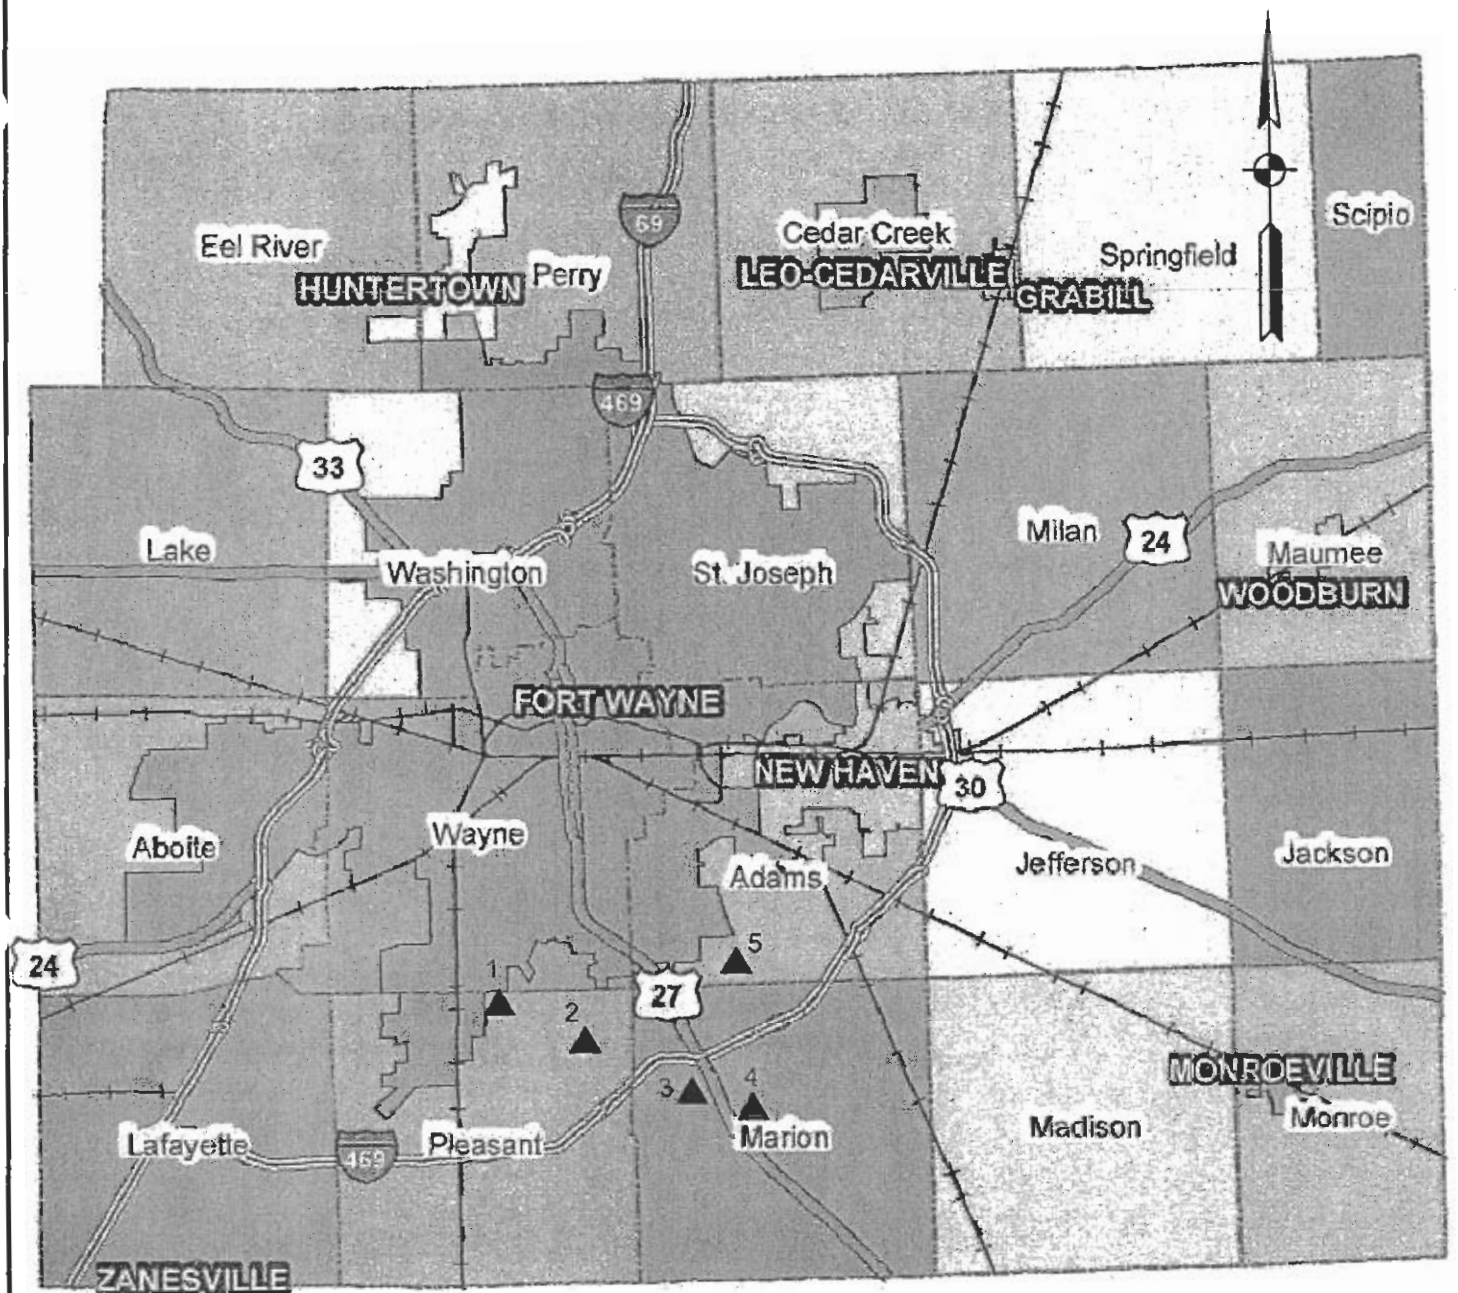 69
Scipio
Cedar Creek
Eel River
Springfield
Perry
HUNTERTOWN
LEO-CEDARVILLE
GRABILL
469
33
Milan
24
Lake
Washington
St. Joseph
Maumee
WOODBURN
FORT WAYNE
NEW HAVEN
30
Wayne
Aboite
Adams
Jefferson
Jackson
5
24
1
27
2
MONROEVILLE
3
4
Monroe
Madison
Lafayette
469
Pleasant
Marion
ZANESVILLE